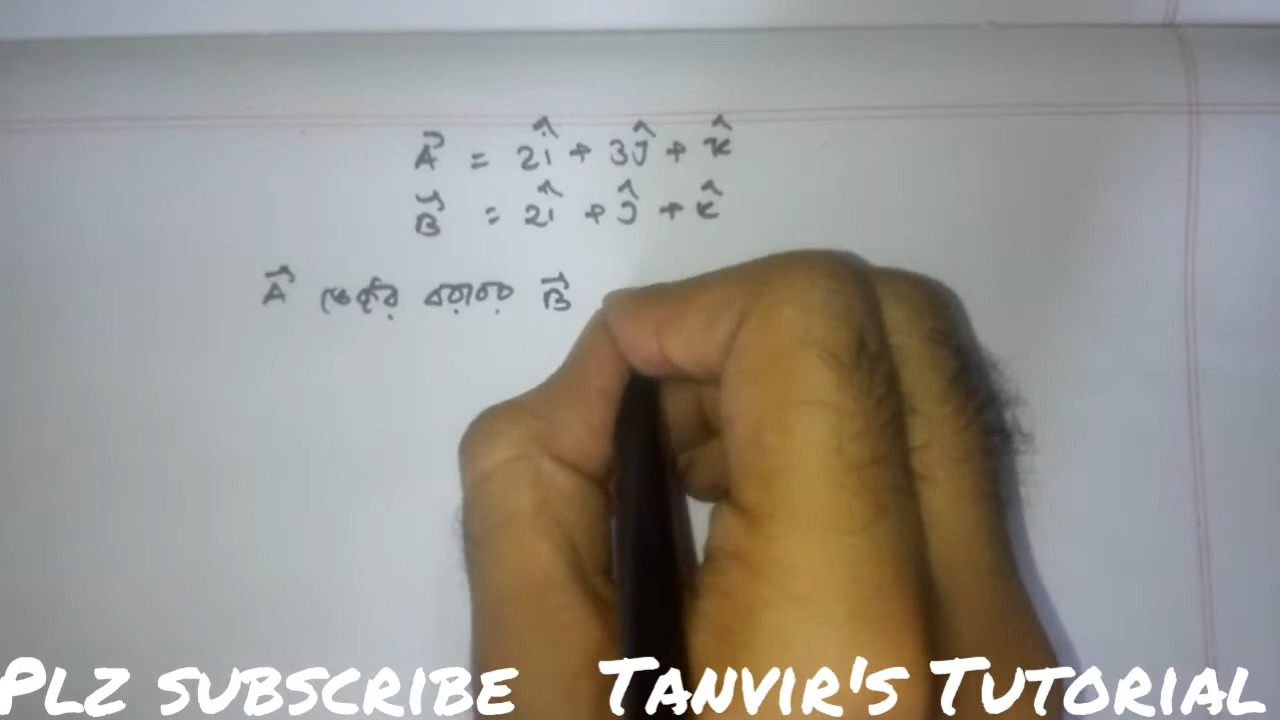 A⃗ = 2î + 3ĵ + k̂
B⃗ = 2î + ĵ + k̂
A⃗ ভেক্টর বরাবর B⃗
PLZ SUBSCRIBE TANVIR'S TUTORIAL